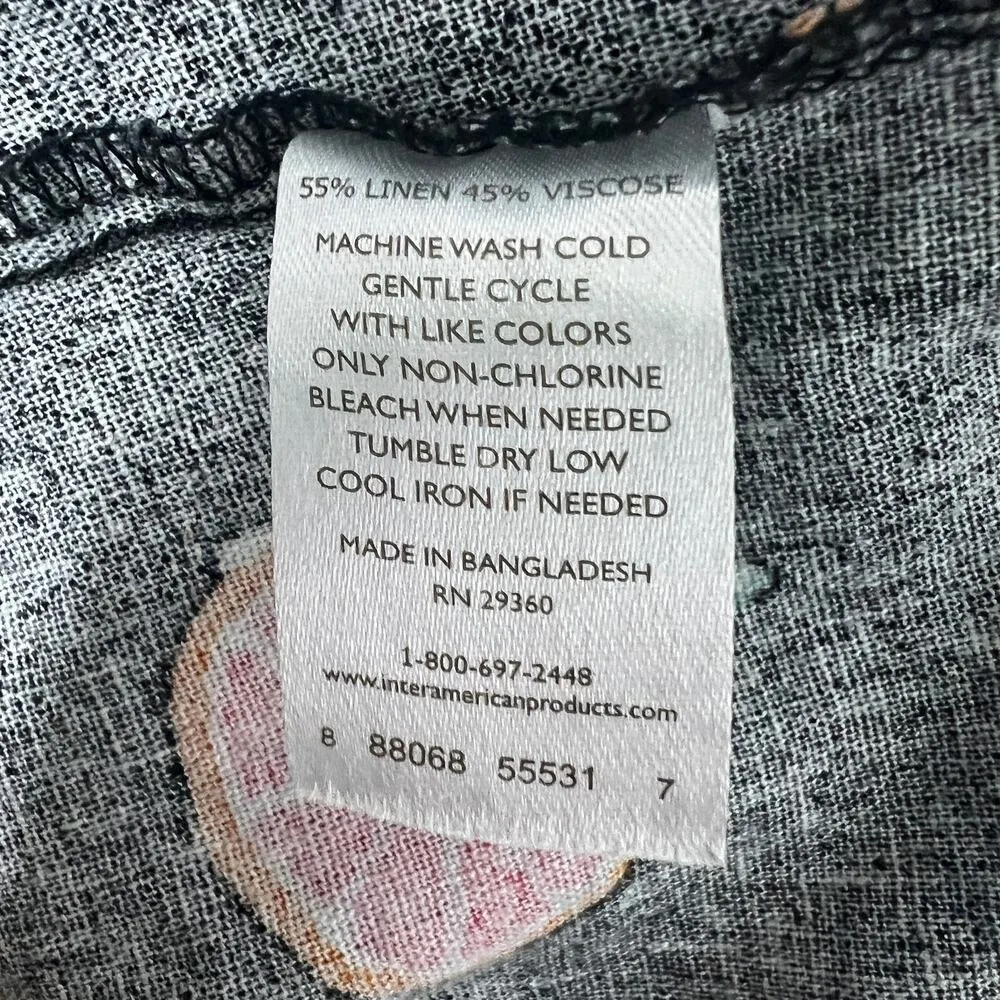 55% LINEN 45% VISCOSE
MACHINE WASH COLD
GENTLE CYCLE
WITH LIKE COLORS
ONLY NON-CHLORINE
BLEACH WHEN NEEDED
TUMBLE DRY LOW
COOL IRON IF NEEDED
MADE IN BANGLADESH
RN 29360
1-800-697-2448
www.interamericanproducts.com
8 88068 55531 7